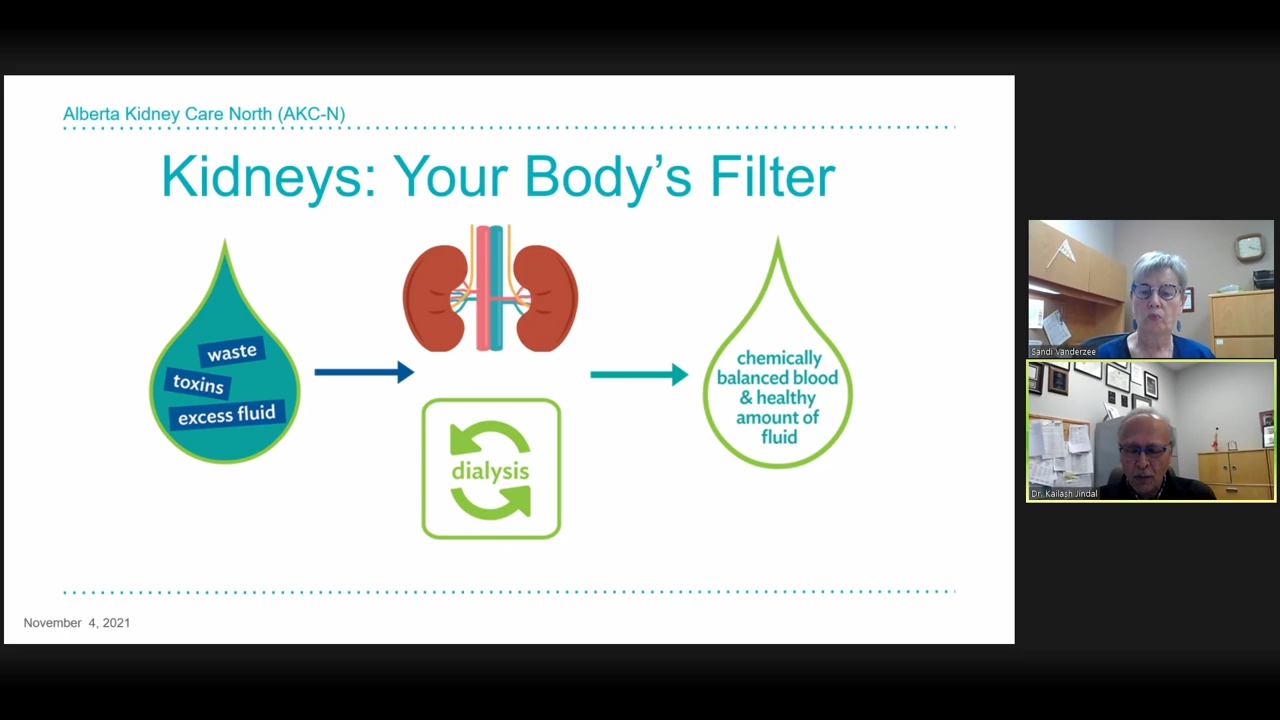 Alberta Kidney Care North (AKC-N)
Kidneys: Your Body's Filter
waste
toxins
excess fluid
dialysis
chemically
balanced blood
& healthy
amount of
fluid
November 4, 2021
Sandi Vanderzee
Dr. Kailash Jindal